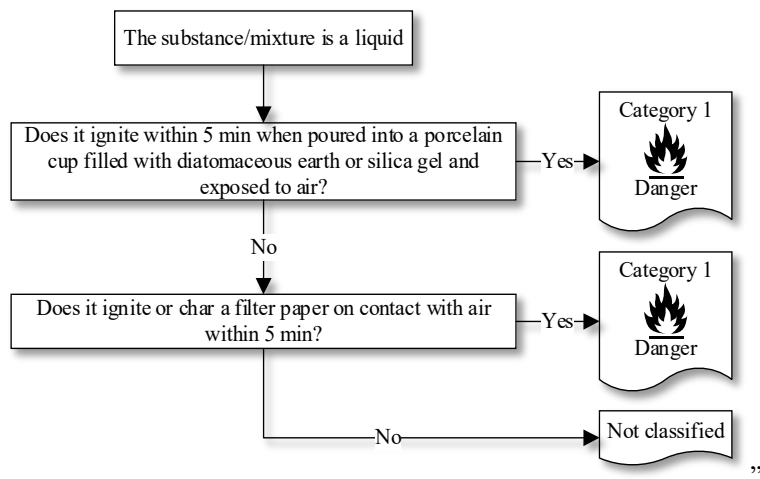 The substance/mixture is a liquid
Does it ignite within 5 min when poured into a porcelain
cup filled with diatomaceous earth or silica gel and
exposed to air?
Yes
Category 1
Danger
No
Does it ignite or char a filter paper on contact with air
within 5 min?
Yes
Category 1
Danger
No
Not classified
”